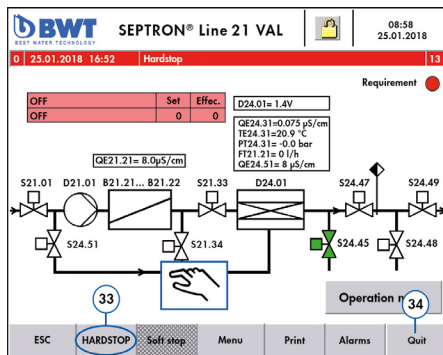 BWT
BEST WATER TECHNOLOGY
SEPTRON® Line 21 VAL
08:58
25.01.2018
0 25.01.2018 16:52 Hardstop 13
Requirement
OFF Set Effec.
OFF 0 0
D24.01= 1.4V
QE24.31=0.075 µS/cm
TE24.31=20.9 °C
PT24.31= -0.0 bar
FT21.21= 0 l/h
QE24.51= 8 µS/cm
QE21.21= 8.0µS/cm
S21.01 D21.01 B21.21... B21.22 S21.33 D24.01 S24.47 S24.49
S24.51 S21.34 S24.45 S24.48
33
34
Operation
ESC HARDSTOP Soft stop Menu Print Alarms Quit